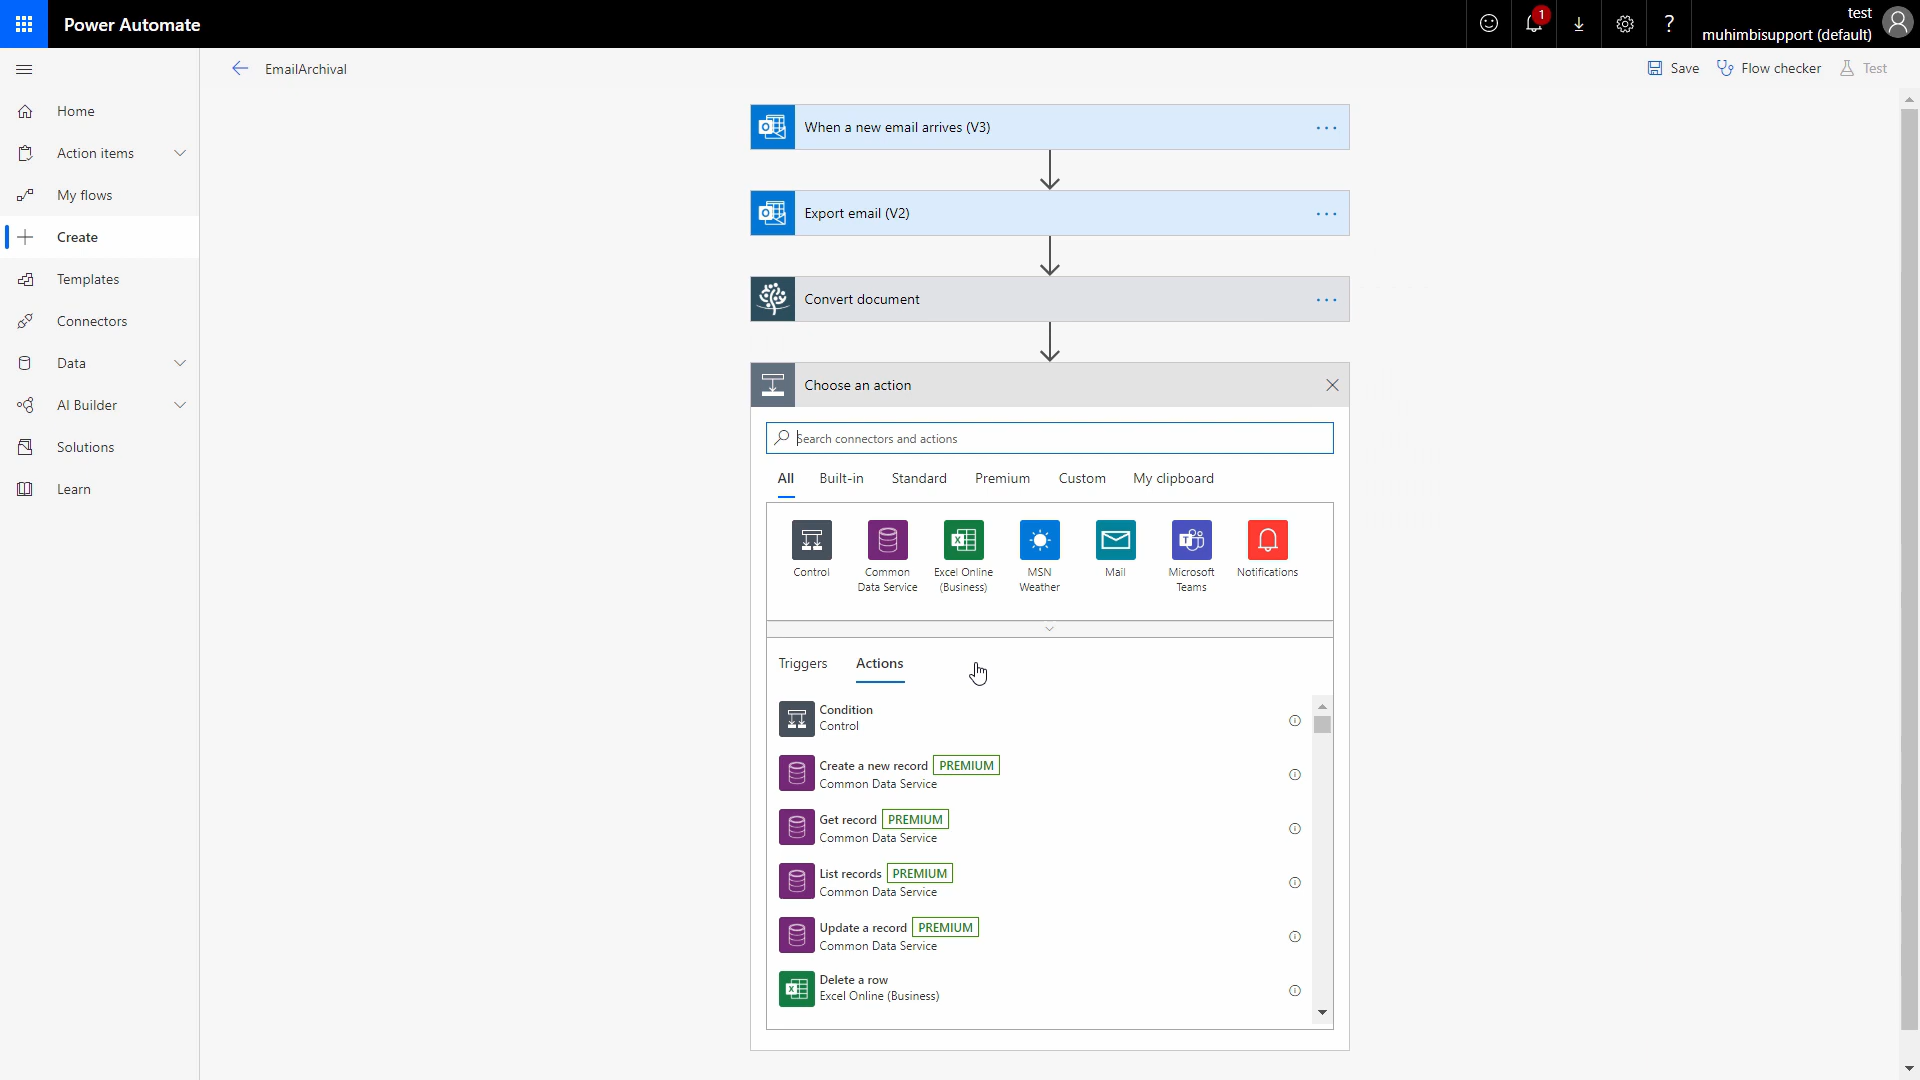 Power Automate
1
?
test
muhimbisupport (default)
EmailArchival
Save
Flow checker
Test
Home
Action items
My flows
Create
Templates
Connectors
Data
AI Builder
Solutions
Learn
When a new email arrives (V3)
Export email (V2)
Convert document
Choose an action
Search connectors and actions
All Built-in Standard Premium Custom My clipboard
Control
Common
Data Service
Excel Online
(Business)
MSN
Weather
Mail
Microsoft
Teams
Notifications
Triggers Actions
Condition
Control
Create a new record PREMIUM
Common Data Service
Get record PREMIUM
Common Data Service
List records PREMIUM
Common Data Service
Update a record PREMIUM
Common Data Service
Delete a row
Excel Online (Business)